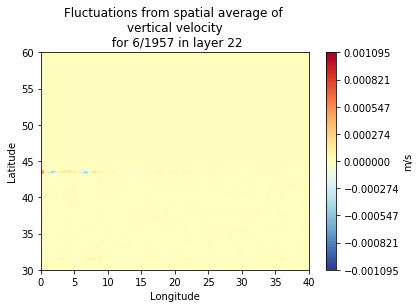 Fluctuations from spatial average of
vertical velocity
for 6/1957 in layer 22
60
55
50
45
40
35
30
Latitude
0 5 10 15 20 25 30 35 40
Longitude
0.001095
0.000821
0.000547
0.000274
0.000000
−0.000274
−0.000547
−0.000821
−0.001095
m/s